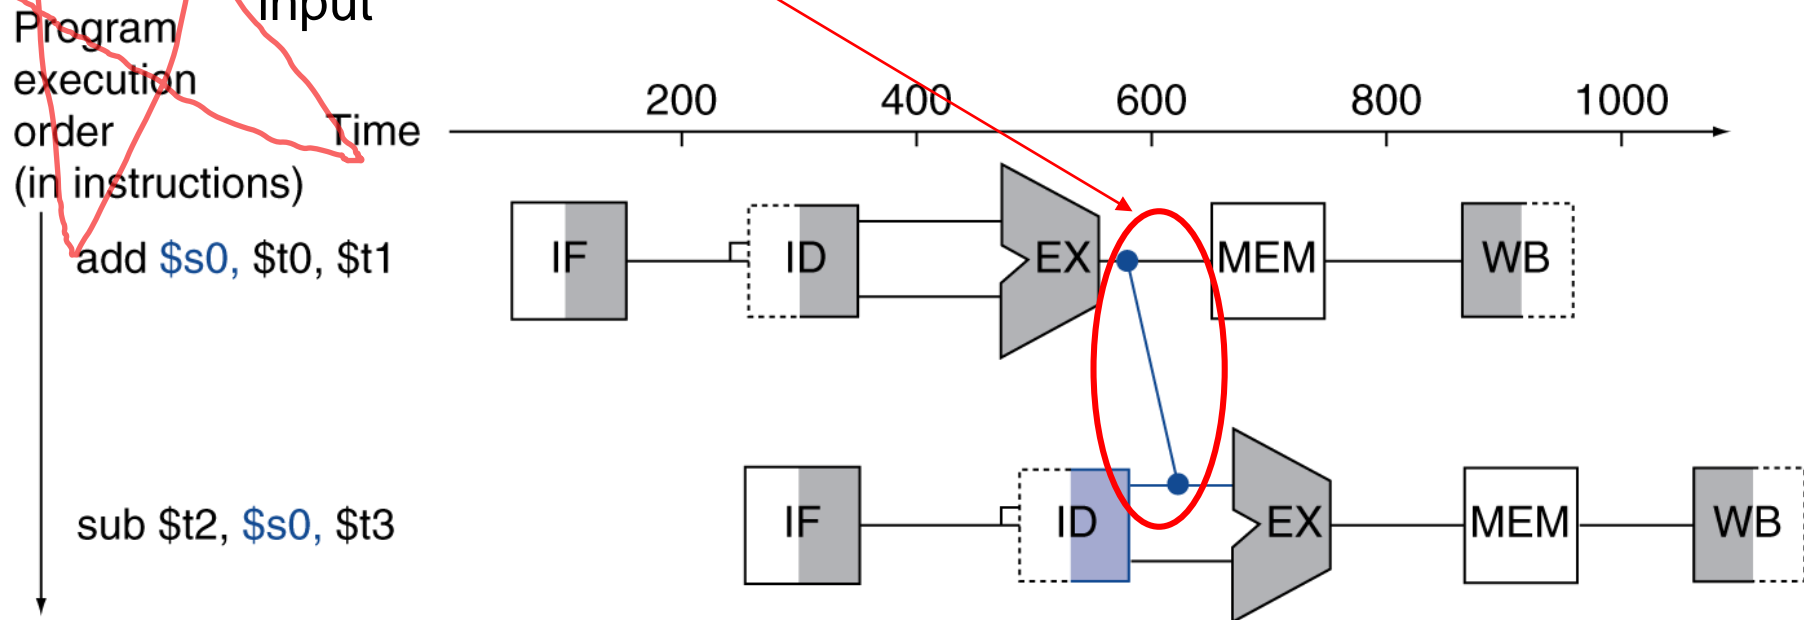 input
Program
execution
order
(in instructions)
Time
200 400 600 800 1000
add $s0, $t0, $t1
IF ID EX MEM WB
sub $t2, $s0, $t3
IF ID EX MEM WB